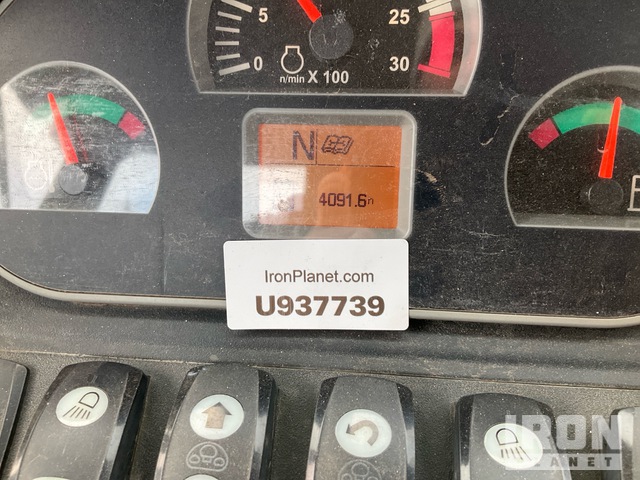 5 25
0 n/min X 100 30
N
4091.6h
IronPlanet.com
U937739
IRON
PLANET